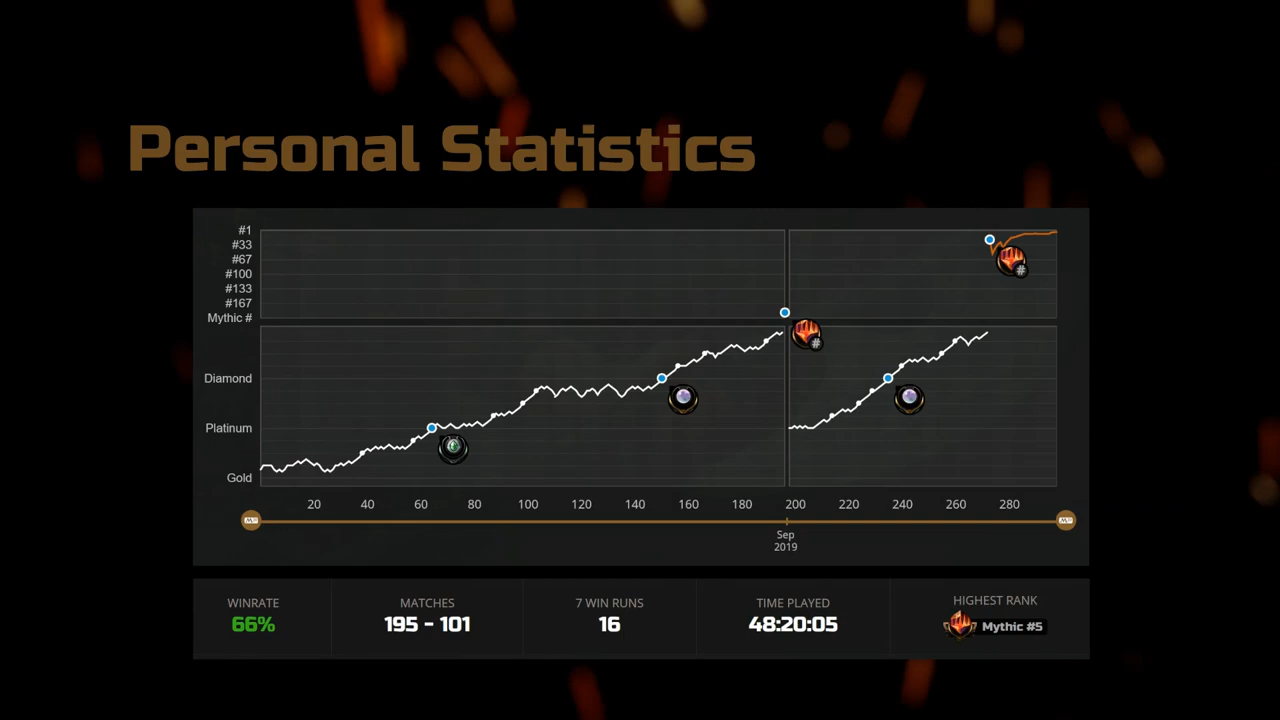 Personal Statistics
#1
#33
#67
#100
#133
#167
Mythic #
Diamond
Platinum
Gold
20 40 60 80 100 120 140 160 180 200 220 240 260 280
Sep
2019
WINRATE MATCHES 7 WIN RUNS TIME PLAYED HIGHEST RANK
66% 195 - 101 16 48:20:05 Mythic #5